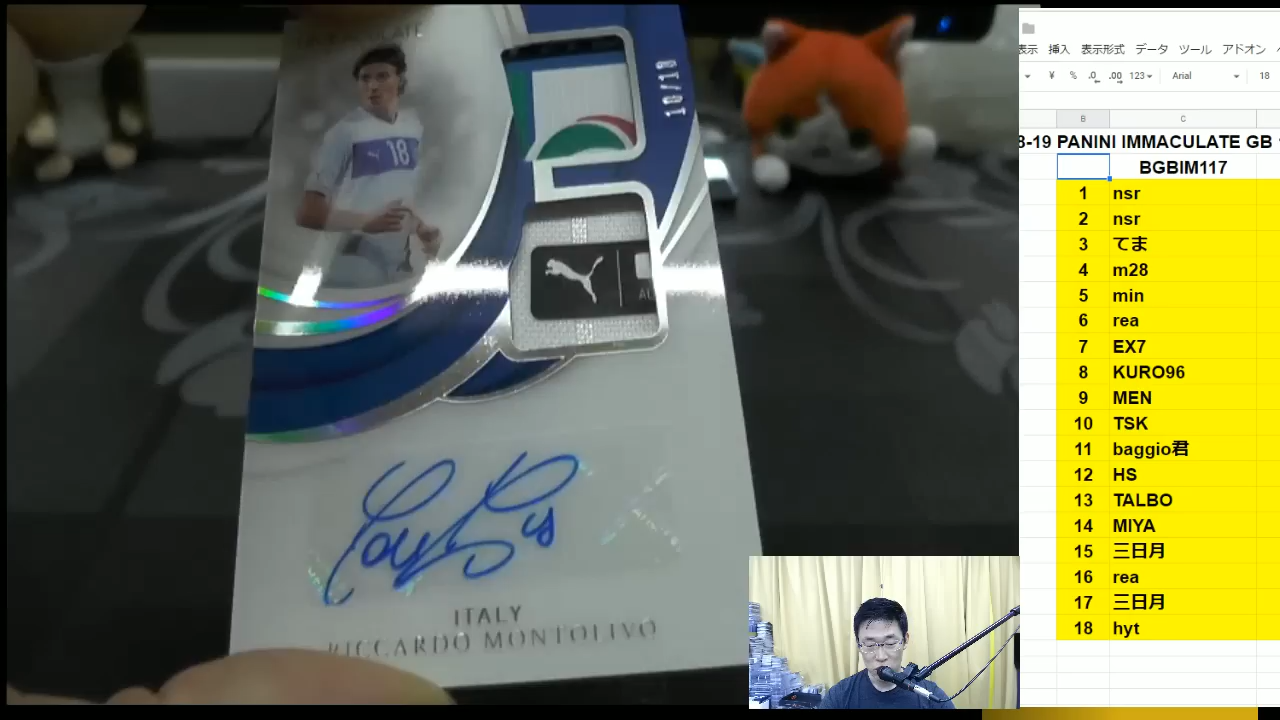 10/10
18
ITALY
RICCARDO MONTOLIVO
表示 挿入 表示形式 データ ツール アドオン
¥ % .0 .00 123 Arial 18
B C
8-19 PANINI IMMACULATE GB
BGBIM117
1 nsr
2 nsr
3 てま
4 m28
5 min
6 rea
7 EX7
8 KURO96
9 MEN
10 TSK
11 baggio君
12 HS
13 TALBO
14 MIYA
15 三日月
16 rea
17 三日月
18 hyt